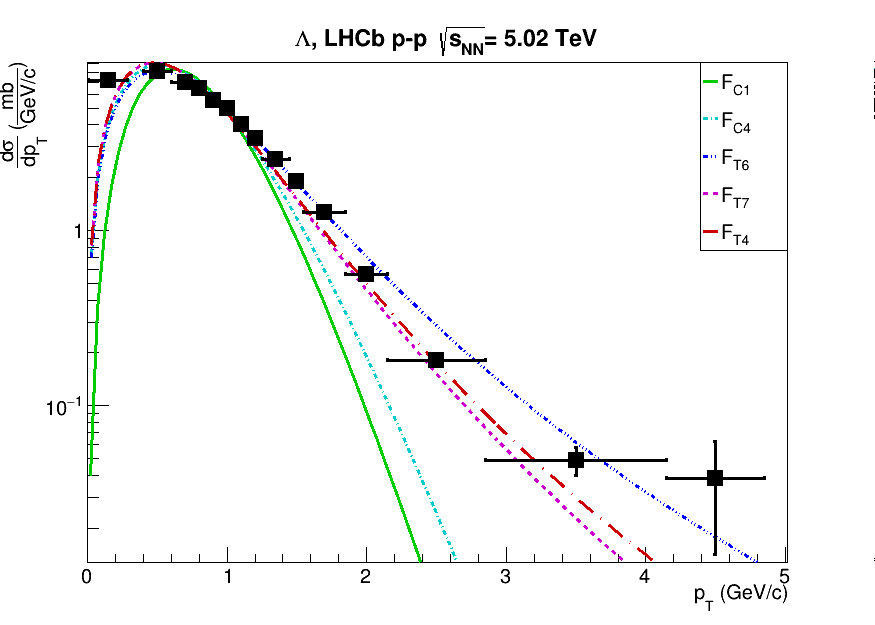 Λ, LHCb p-p √s_NN = 5.02 TeV
dσ/dp_T (mb/GeV/c)
F_C1
F_C4
F_T6
F_T7
F_T4
1
10⁻¹
0 1 2 3 4 5
p_T (GeV/c)